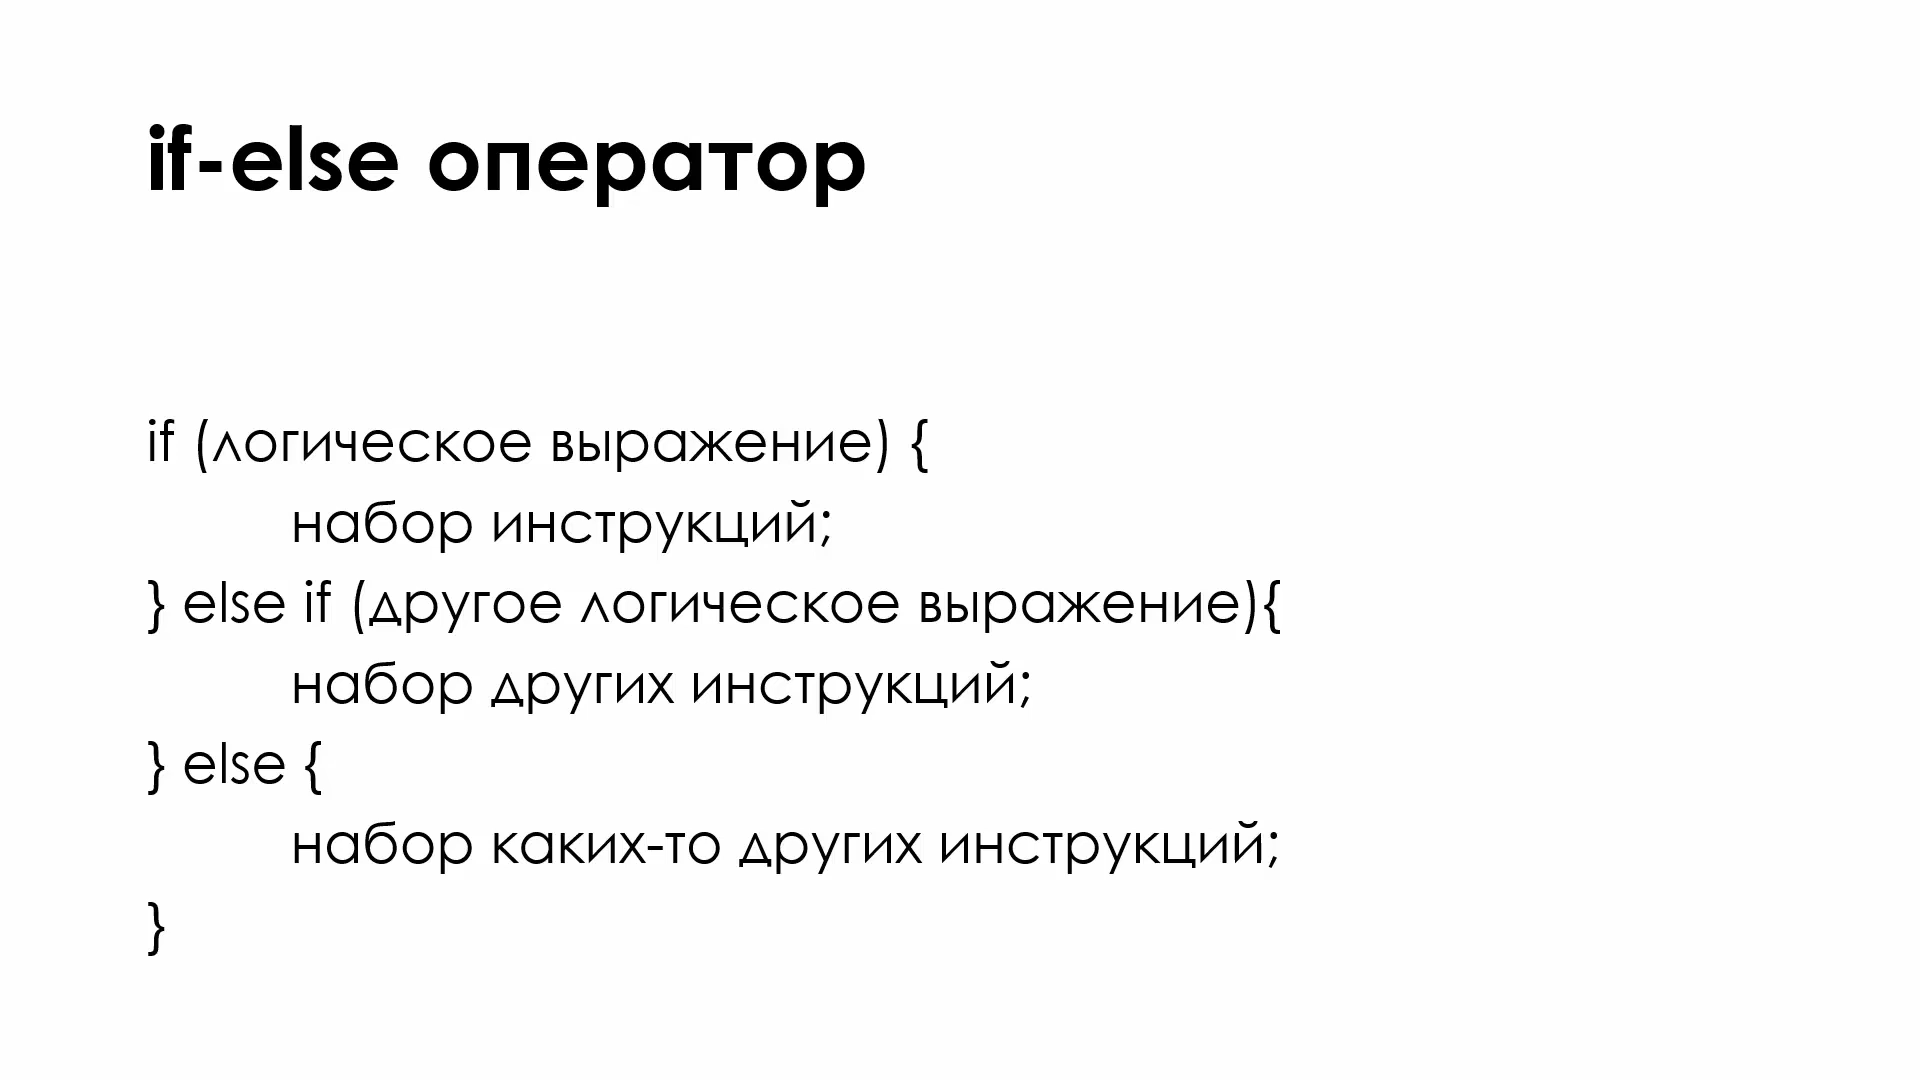 if-else оператор
if (логическое выражение) {
набор инструкций;
} else if (другое логическое выражение){
набор других инструкций;
} else {
набор каких-то других инструкций;
}